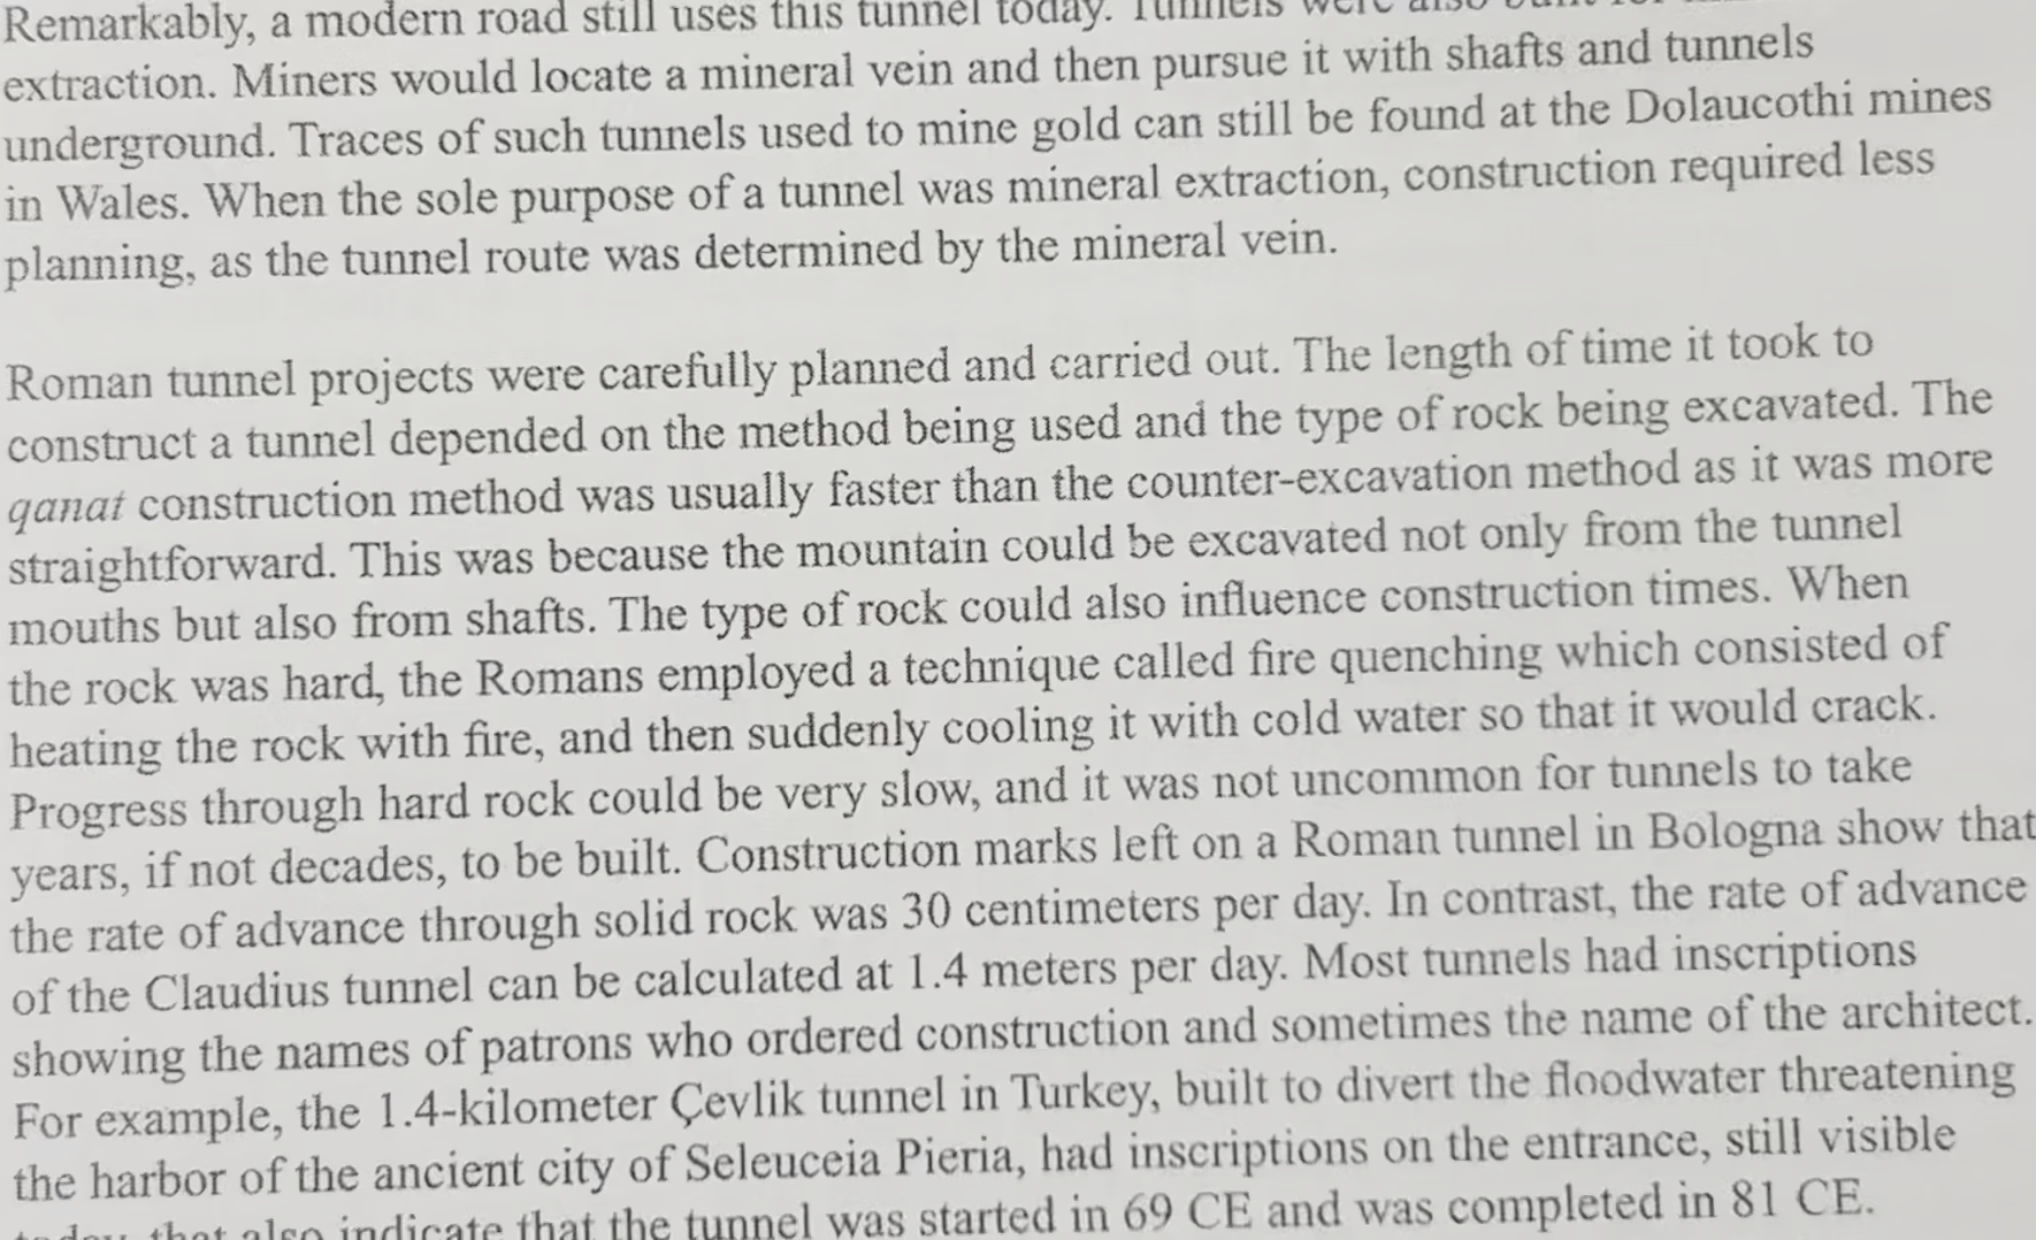 Remarkably, a modern road still uses this tunnel today. Tunnels were also built for
extraction. Miners would locate a mineral vein and then pursue it with shafts and tunnels
underground. Traces of such tunnels used to mine gold can still be found at the Dolaucothi mines
in Wales. When the sole purpose of a tunnel was mineral extraction, construction required less
planning, as the tunnel route was determined by the mineral vein.
Roman tunnel projects were carefully planned and carried out. The length of time it took to
construct a tunnel depended on the method being used and the type of rock being excavated. The
qanat construction method was usually faster than the counter-excavation method as it was more
straightforward. This was because the mountain could be excavated not only from the tunnel
mouths but also from shafts. The type of rock could also influence construction times. When
the rock was hard, the Romans employed a technique called fire quenching which consisted of
heating the rock with fire, and then suddenly cooling it with cold water so that it would crack.
Progress through hard rock could be very slow, and it was not uncommon for tunnels to take
years, if not decades, to be built. Construction marks left on a Roman tunnel in Bologna show that
the rate of advance through solid rock was 30 centimeters per day. In contrast, the rate of advance
of the Claudius tunnel can be calculated at 1.4 meters per day. Most tunnels had inscriptions
showing the names of patrons who ordered construction and sometimes the name of the architect.
For example, the 1.4-kilometer Çevlik tunnel in Turkey, built to divert the floodwater threatening
the harbor of the ancient city of Seleuceia Pieria, had inscriptions on the entrance, still visible
today, that also indicate that the tunnel was started in 69 CE and was completed in 81 CE.